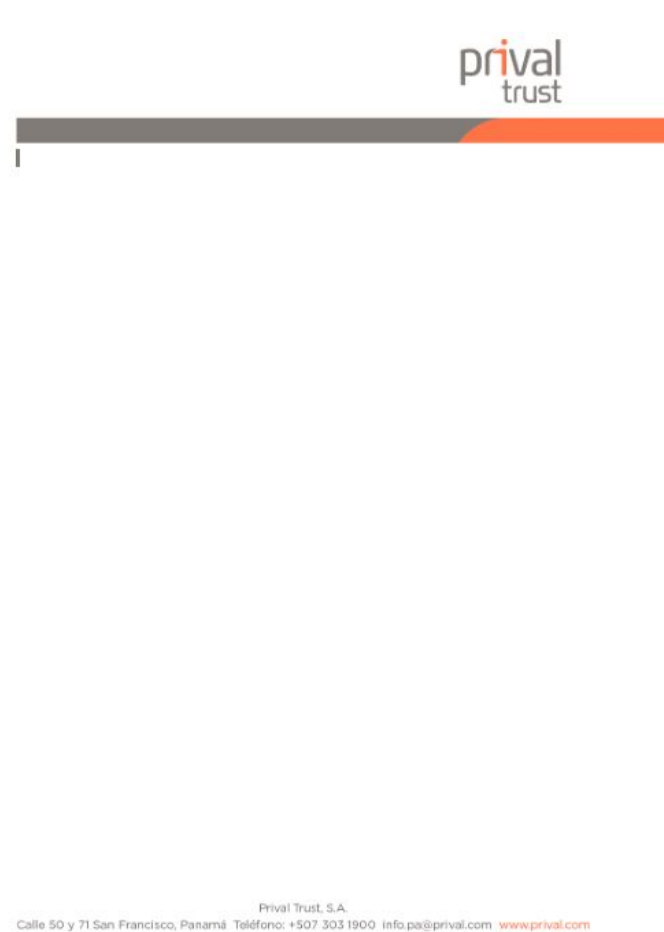 prival
trust
Prival Trust, S.A.
Calle 50 y 71 San Francisco, Panamá Teléfono: +507 303 1900 info.pa@prival.com www.prival.com